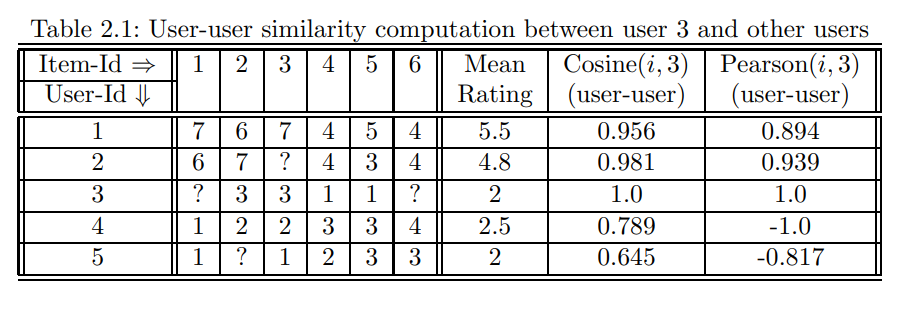 Table 2.1: User-user similarity computation between user 3 and other users
Item-Id ⇒ 1 2 3 4 5 6 Mean Cosine(i, 3) Pearson(i, 3)
User-Id ⇓ Rating (user-user) (user-user)
1 7 6 7 4 5 4 5.5 0.956 0.894
2 6 7 ? 4 3 4 4.8 0.981 0.939
3 ? 3 3 1 1 ? 2 1.0 1.0
4 1 2 2 3 3 4 2.5 0.789 -1.0
5 1 ? 1 2 3 3 2 0.645 -0.817